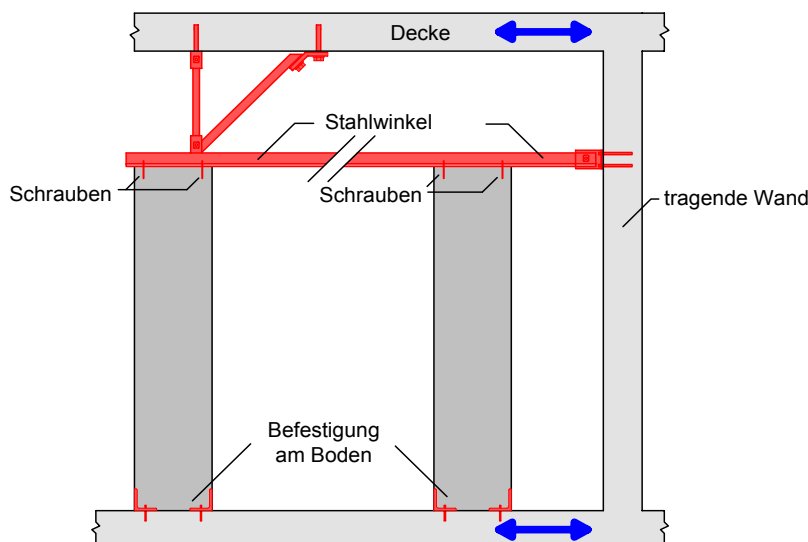 Decke
Stahlwinkel
Schrauben
Schrauben
tragende Wand
Befestigung
am Boden